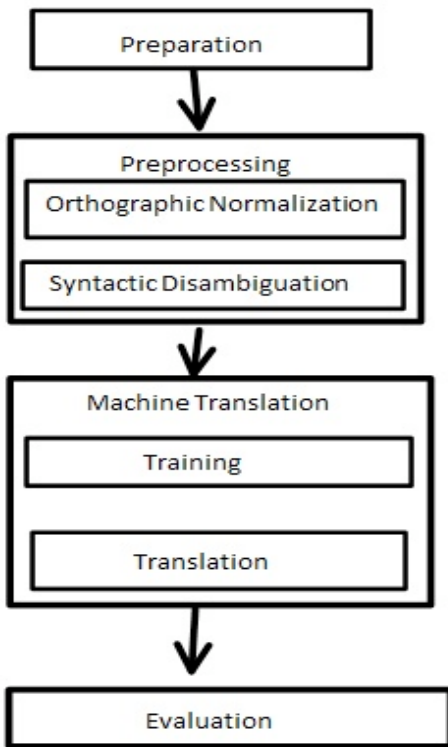 Preparation
Preprocessing
Orthographic Normalization
Syntactic Disambiguation
Machine Translation
Training
Translation
Evaluation